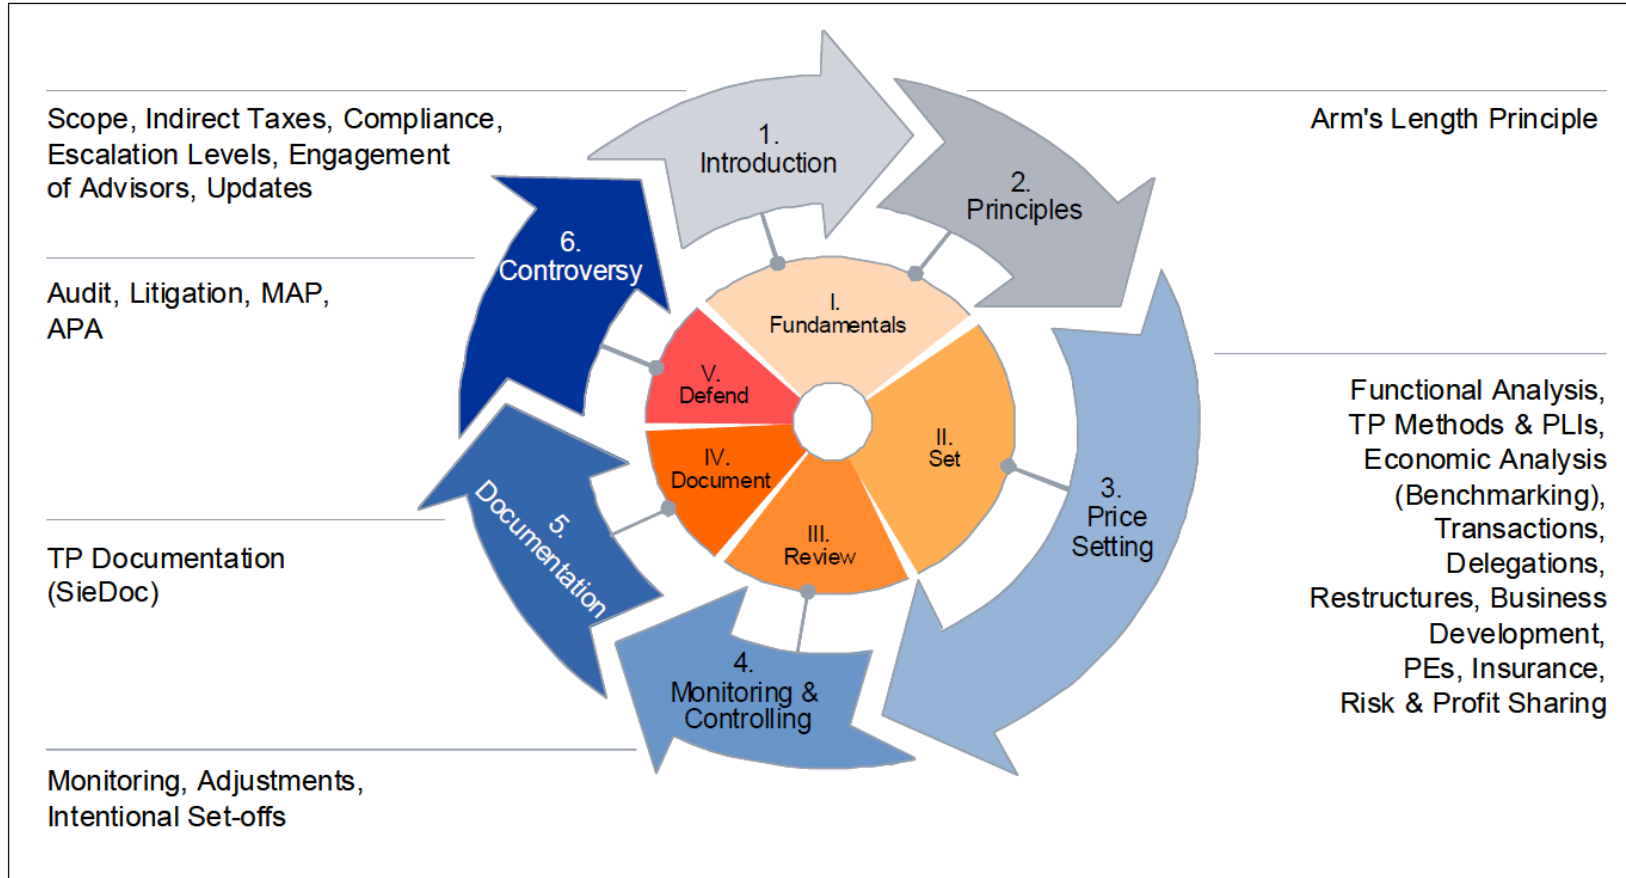 Scope, Indirect Taxes, Compliance,
Escalation Levels, Engagement
of Advisors, Updates
Audit, Litigation, MAP,
APA
TP Documentation
(SieDoc)
Monitoring, Adjustments,
Intentional Set-offs
1.
Introduction
2.
Principles
3.
Price
Setting
4.
Monitoring &
Controlling
5.
Documentation
6.
Controversy
I.
Fundamentals
II.
Set
III.
Review
IV.
Document
V.
Defend
Arm's Length Principle
Functional Analysis,
TP Methods & PLIs,
Economic Analysis
(Benchmarking),
Transactions,
Delegations,
Restructures, Business
Development,
PEs, Insurance,
Risk & Profit Sharing